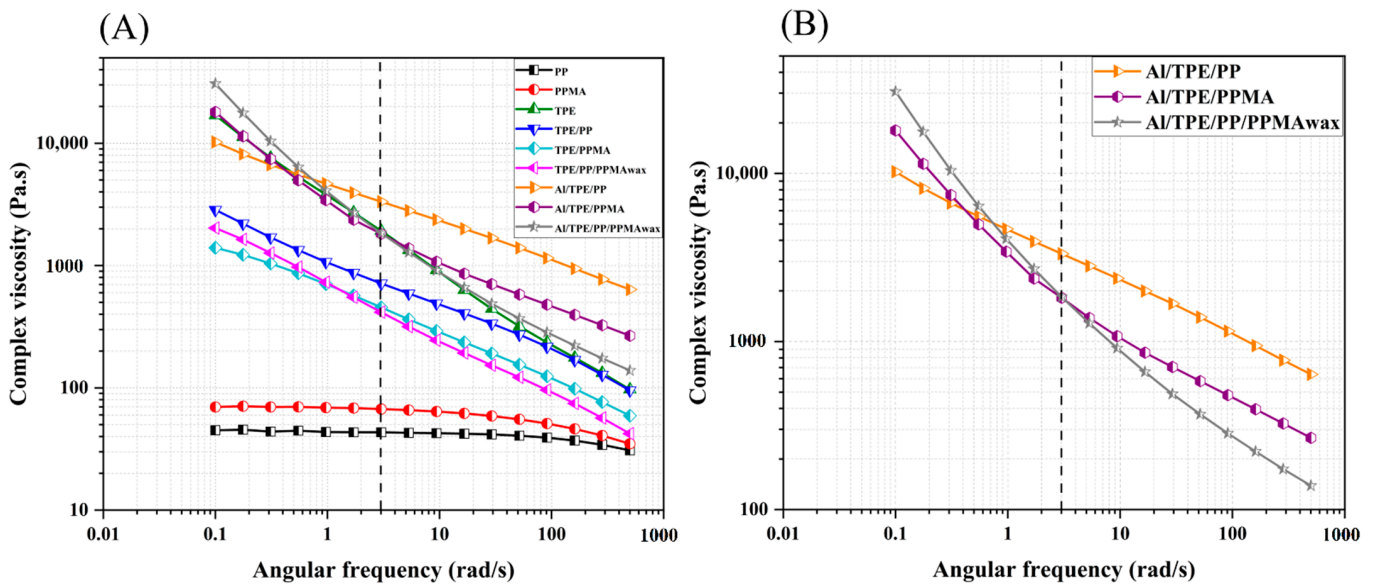 (A)
Complex viscosity (Pa.s)
10,000
1000
100
10
0.01
0.1
1
10
100
1000
Angular frequency (rad/s)
PP
PPMA
TPE
TPE/PP
TPE/PPMA
TPE/PP/PPMAwax
Al/TPE/PP
Al/TPE/PPMA
Al/TPE/PP/PPMAwax
(B)
Complex viscosity (Pa.s)
10,000
1000
100
0.01
0.1
1
10
100
1000
Angular frequency (rad/s)
Al/TPE/PP
Al/TPE/PPMA
Al/TPE/PP/PPMAwax